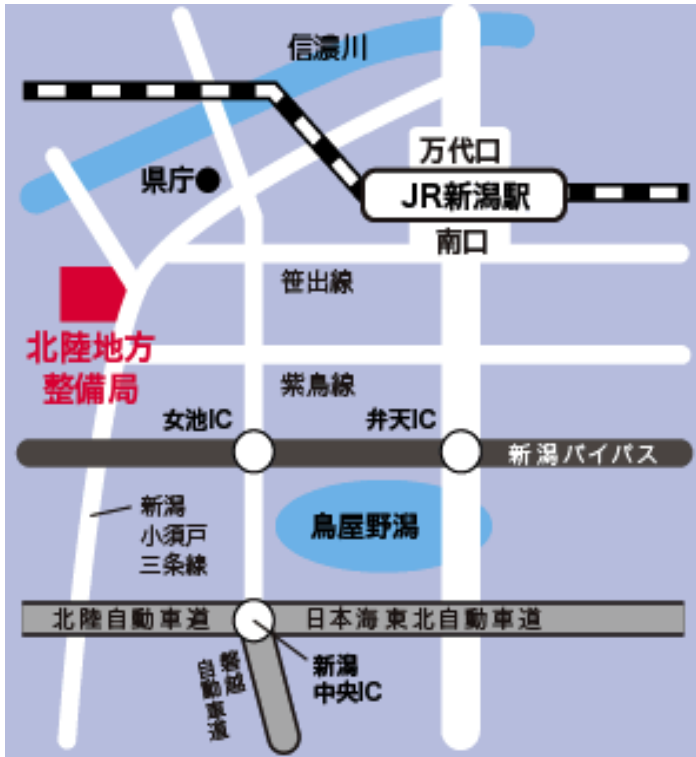 信濃川
万代口
県庁
JR新潟駅
南口
笹出線
北陸地方
整備局
紫鳥線
女池IC
弁天IC
新潟バイパス
新潟
小須戸
三条線
鳥屋野潟
北陸自動車道
日本海東北自動車道
磐越
自動車道
新潟
中央IC